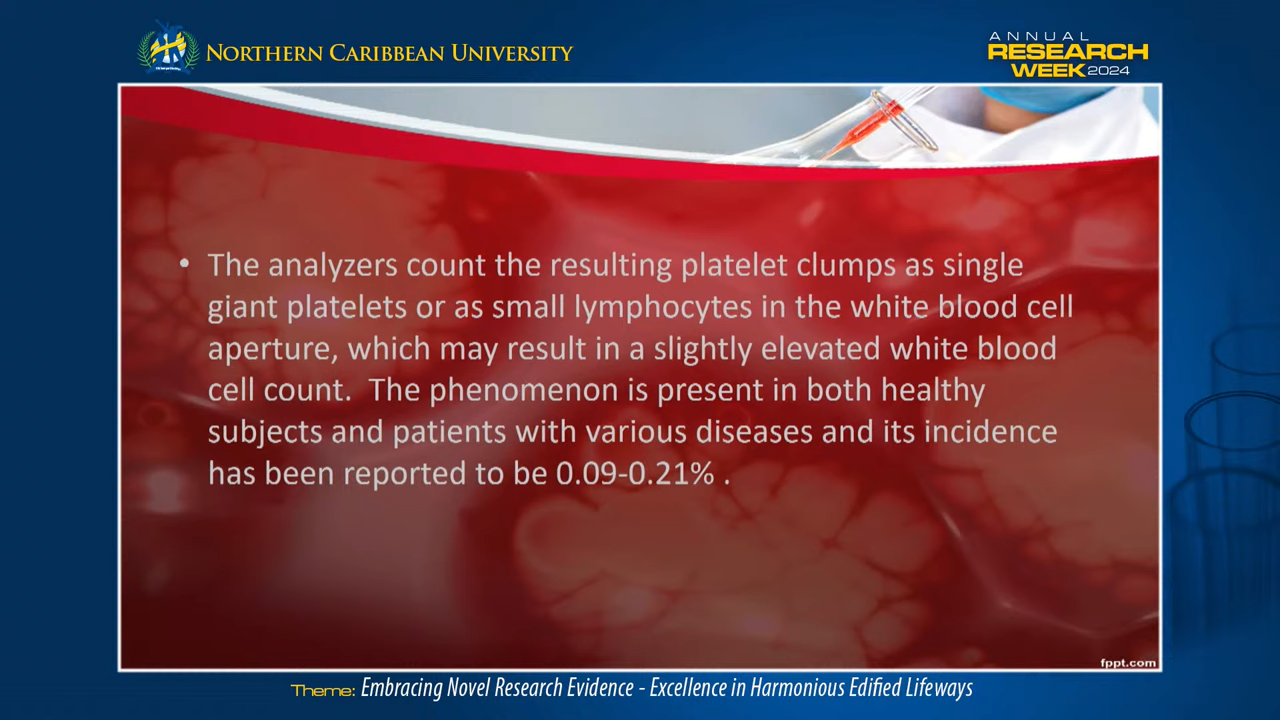 NORTHERN CARIBBEAN UNIVERSITY
ANNUAL
RESEARCH
WEEK 2024
• The analyzers count the resulting platelet clumps as single
giant platelets or as small lymphocytes in the white blood cell
aperture, which may result in a slightly elevated white blood
cell count.  The phenomenon is present in both healthy
subjects and patients with various diseases and its incidence
has been reported to be 0.09-0.21% .
fppt.com
Theme: Embracing Novel Research Evidence - Excellence in Harmonious Edified Lifeways